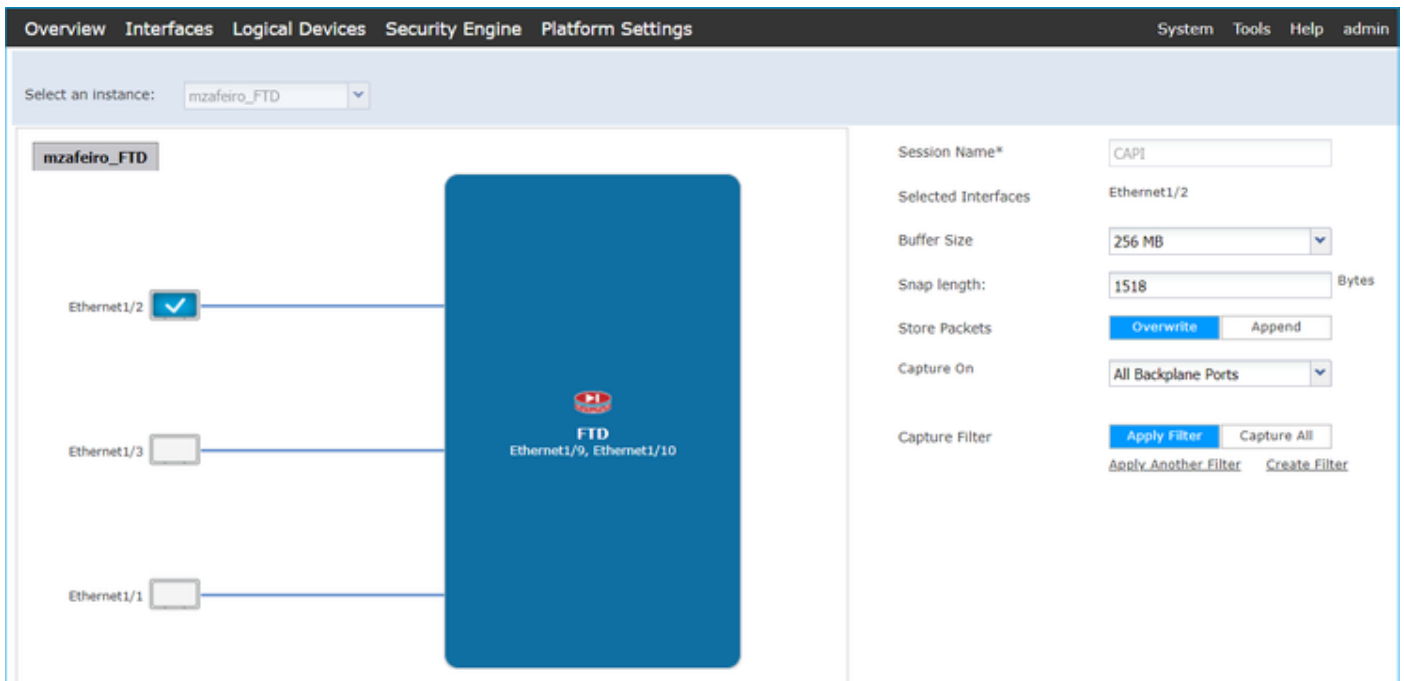 Overview Interfaces Logical Devices Security Engine Platform Settings System Tools Help admin
Select an instance: mzafeiro_FTD
mzafeiro_FTD
Ethernet1/2
Ethernet1/3
Ethernet1/1
FTD
Ethernet1/9, Ethernet1/10
Session Name* CAPI
Selected Interfaces Ethernet1/2
Buffer Size 256 MB
Snap length: 1518 Bytes
Store Packets Overwrite Append
Capture On All Backplane Ports
Capture Filter Apply Filter Capture All
Apply Another Filter Create Filter